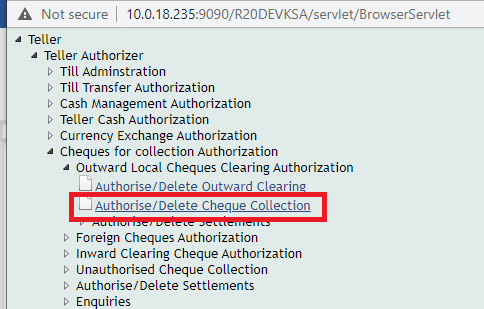 Not secure | 10.0.18.235:9090/R20DEVKSA/servlet/BrowserServlet
Teller
Teller Authorizer
Till Adminstration
Till Transfer Authorization
Cash Management Authorization
Teller Cash Authorization
Currency Exchange Authorization
Cheques for collection Authorization
Outward Local Cheques Clearing Authorization
Authorise/Delete Outward Clearing
Authorise/Delete Cheque Collection
Authorise/Delete Settlements
Foreign Cheques Authorization
Inward Clearing Cheque Authorization
Unauthorised Cheque Collection
Authorise/Delete Settlements
Enquiries